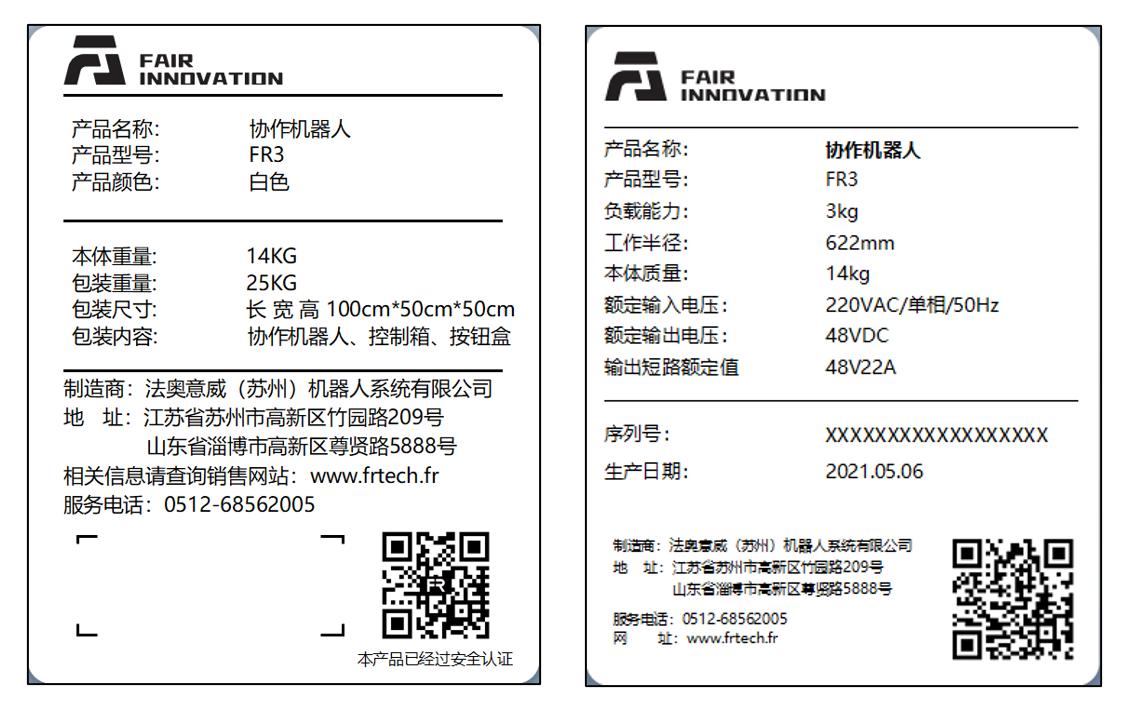 FAIR
INNOVATION
产品名称: 协作机器人
产品型号: FR3
产品颜色: 白色
本体重量: 14KG
包装重量: 25KG
包装尺寸: 长 宽 高 100cm*50cm*50cm
包装内容: 协作机器人、控制箱、按钮盒
制造商：法奥意威（苏州）机器人系统有限公司
地 址：江苏省苏州市高新区竹园路209号
山东省淄博市高新区尊贤路5888号
相关信息请查询销售网站：www.frtech.fr
服务电话：0512-68562005
本产品已经过安全认证
FAIR
INNOVATION
产品名称: 协作机器人
产品型号: FR3
负载能力: 3kg
工作半径: 622mm
本体质量: 14kg
额定输入电压: 220VAC/单相/50Hz
额定输出电压: 48VDC
输出短路额定值 48V22A
序列号: XXXXXXXXXXXXXXXXXX
生产日期: 2021.05.06
制造商：法奥意威（苏州）机器人系统有限公司
地 址：江苏省苏州市高新区竹园路209号
山东省淄博市高新区尊贤路5888号
服务电话：0512-68562005
网 址：www.frtech.fr